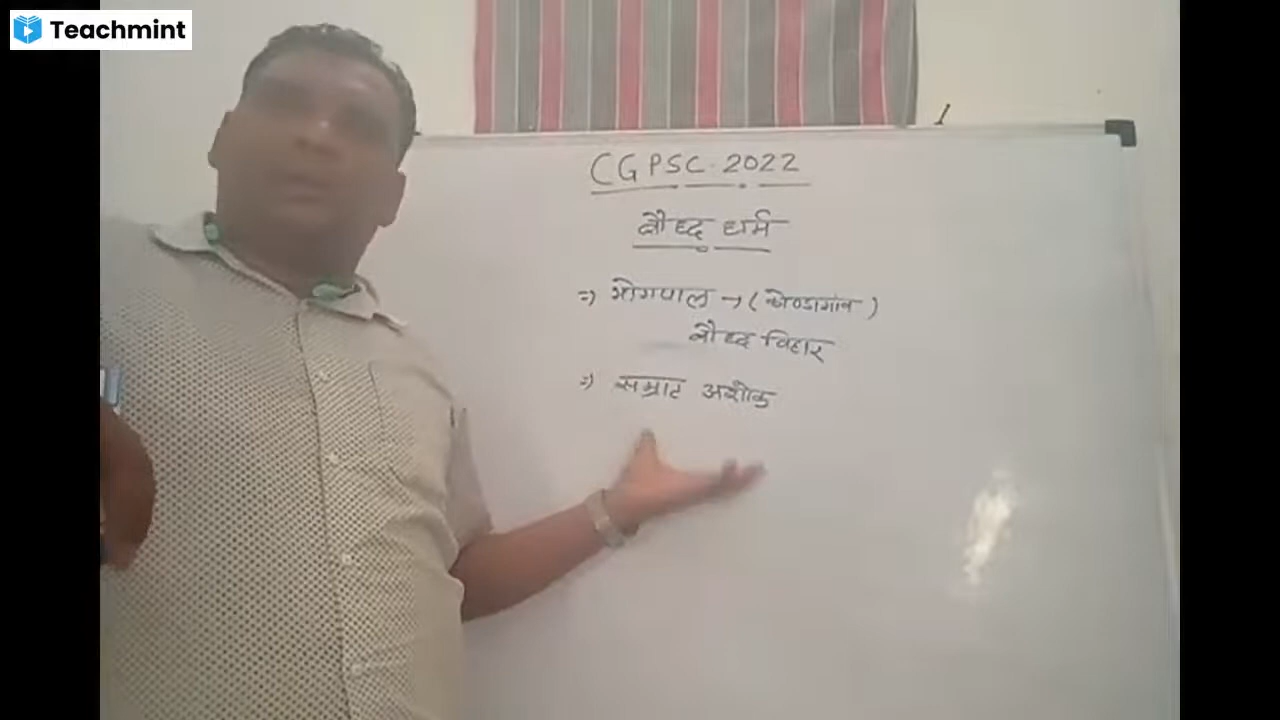 Teachmint
CGPSC-2022
बौद्ध धर्म
=> भोगपाल → (कोण्डागांव)
बौद्ध विहार
=> सम्राट अशोक